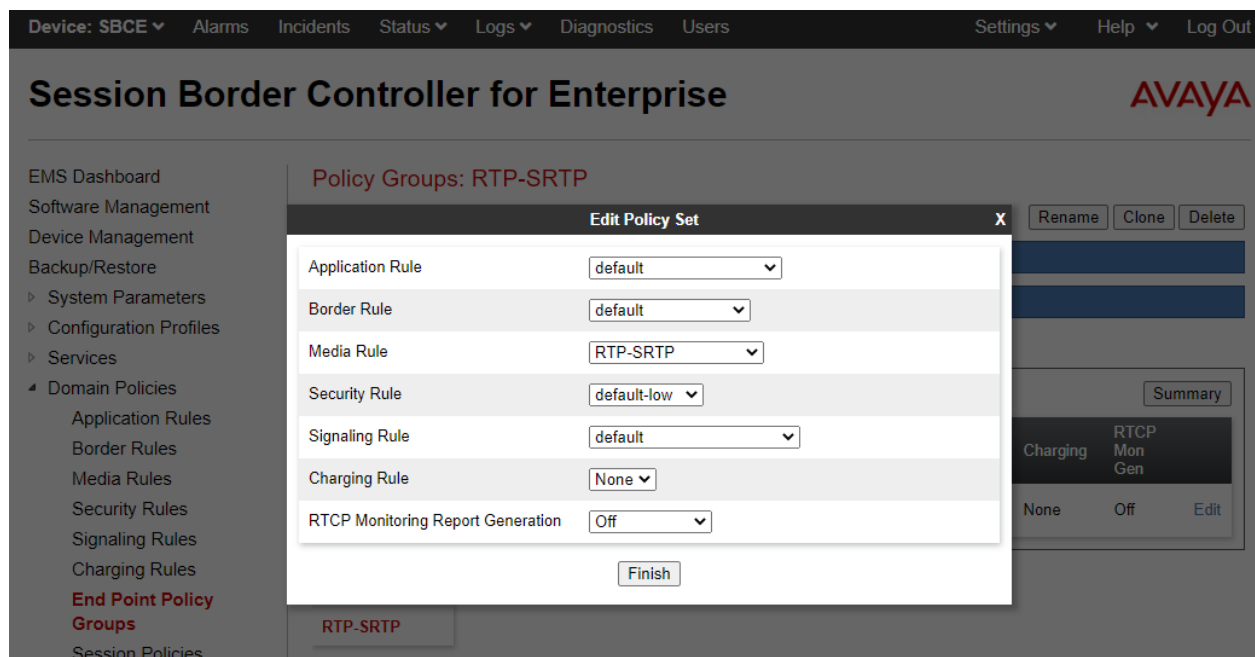 Device: SBCE Alarms Incidents Status Logs Diagnostics Users Settings Help Log Out
Session Border Controller for Enterprise
AVAYA
EMS Dashboard
Software Management
Device Management
Backup/Restore
System Parameters
Configuration Profiles
Services
Domain Policies
Application Rules
Border Rules
Media Rules
Security Rules
Signaling Rules
Charging Rules
End Point Policy
Groups
Session Policies
Policy Groups: RTP-SRTP
Rename Clone Delete
Edit Policy Set X
Application Rule default
Border Rule default
Media Rule RTP-SRTP
Security Rule default-low
Signaling Rule default
Charging Rule None
RTCP Monitoring Report Generation Off
Finish
Summary
Charging RTCP
Mon
Gen
None Off Edit
RTP-SRTP